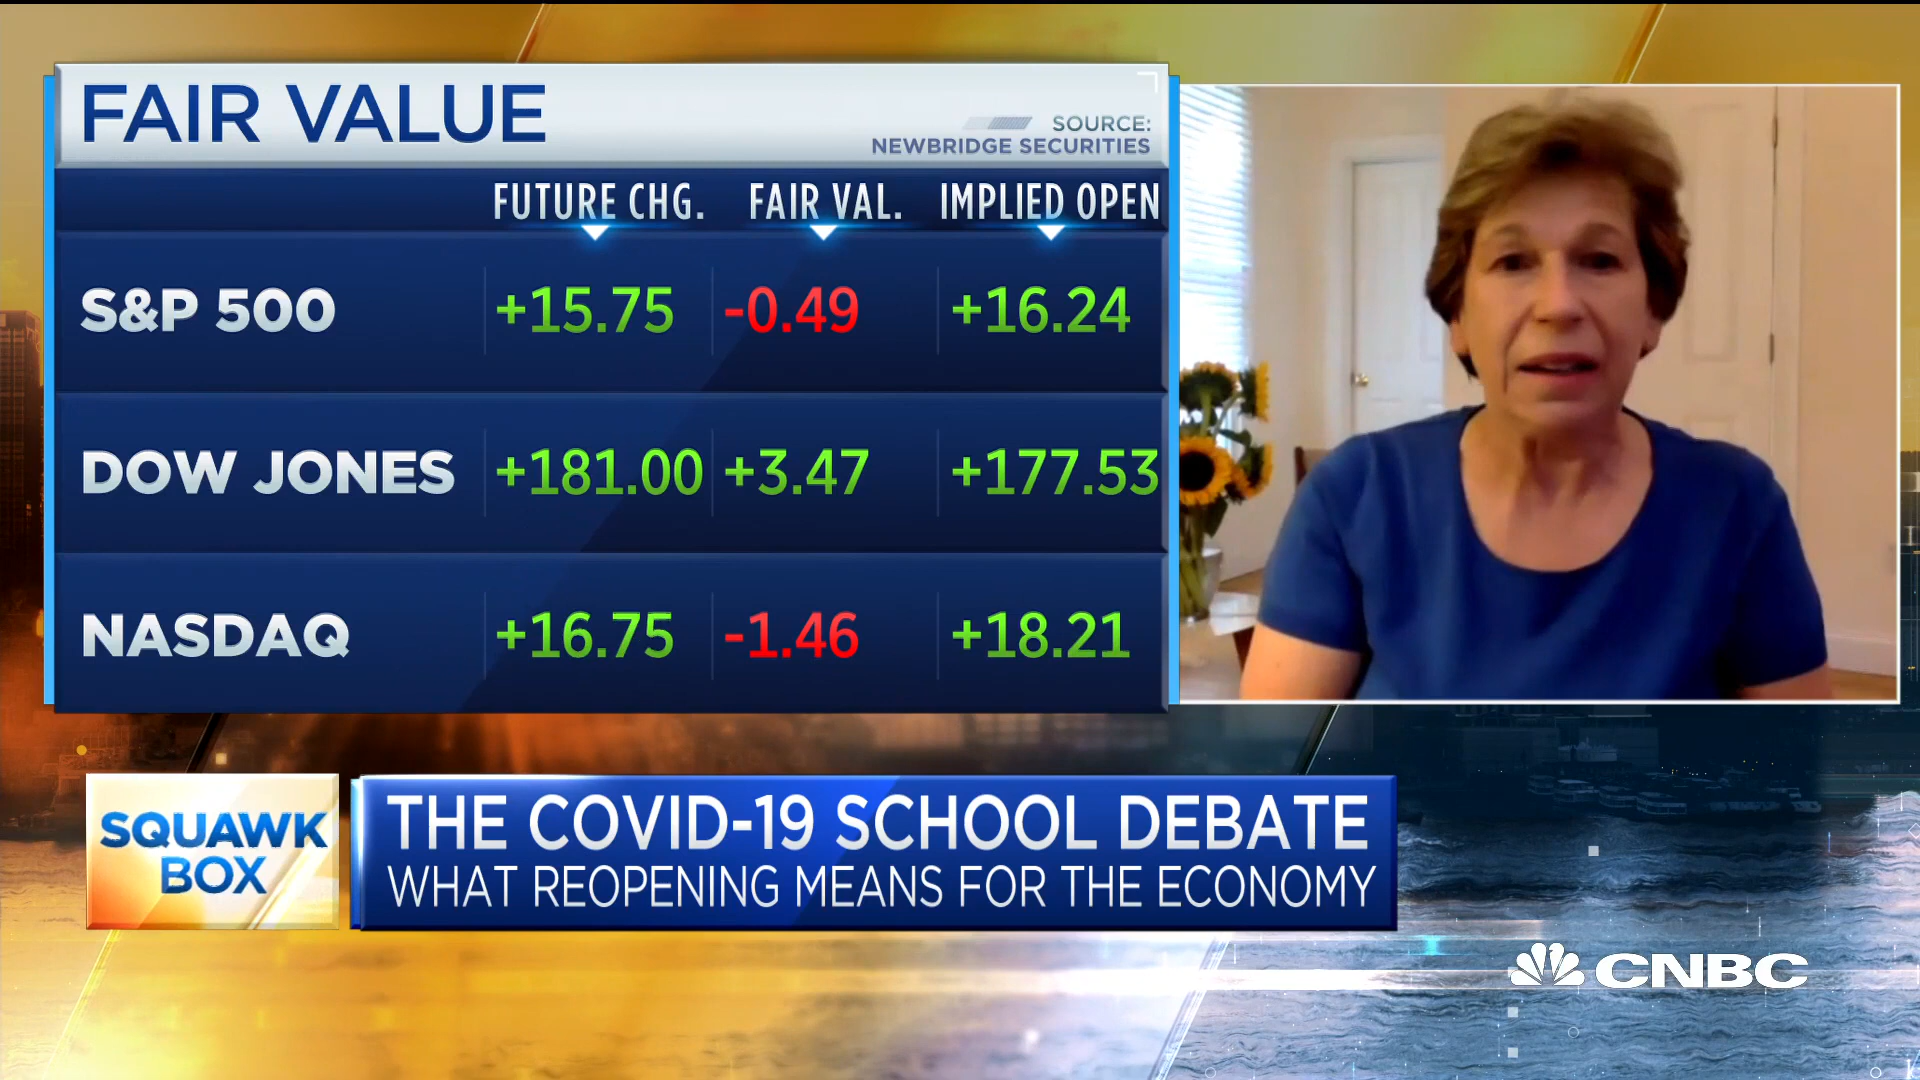 FAIR VALUE
SOURCE:
NEWBRIDGE SECURITIES
FUTURE CHG. FAIR VAL. IMPLIED OPEN
S&P 500 +15.75 -0.49 +16.24
DOW JONES +181.00 +3.47 +177.53
NASDAQ +16.75 -1.46 +18.21
SQUAWK
BOX
THE COVID-19 SCHOOL DEBATE
WHAT REOPENING MEANS FOR THE ECONOMY
CNBC